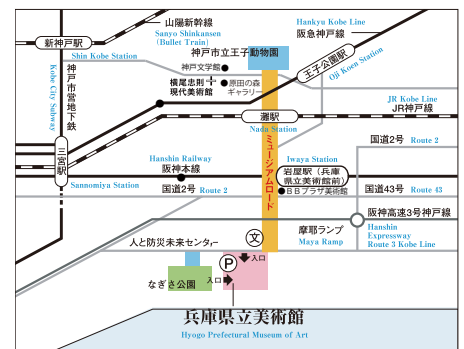 山陽新幹線
Sanyo Shinkansen
(Bullet Train)
Hankyu Kobe Line
阪急神戸線
新神戸駅
Shin Kobe Station
神戸市立王子動物園
神戸文学館
王子公園駅
Oji Koen Station
横尾忠則
現代美術館
原田の森
ギャラリー
神戸市営地下鉄
Kobe City Subway
JR Kobe Line
JR神戸線
灘駅
Nada Station
国道2号 Route 2
ミュージアムロード
三宮駅
Sannomiya Station
Hanshin Railway
阪神本線
Iwaya Station
岩屋駅(兵庫
県立美術館前)
BBプラザ美術館
国道2号 Route 2
国道43号 Route 43
阪神高速3号神戸線
Hanshin
Expressway
Route 3 Kobe Line
摩耶ランプ
Maya Ramp
人と防災未来センター
文
P
入口
入口
なぎさ公園
兵庫県立美術館
Hyogo Prefectural Museum of Art